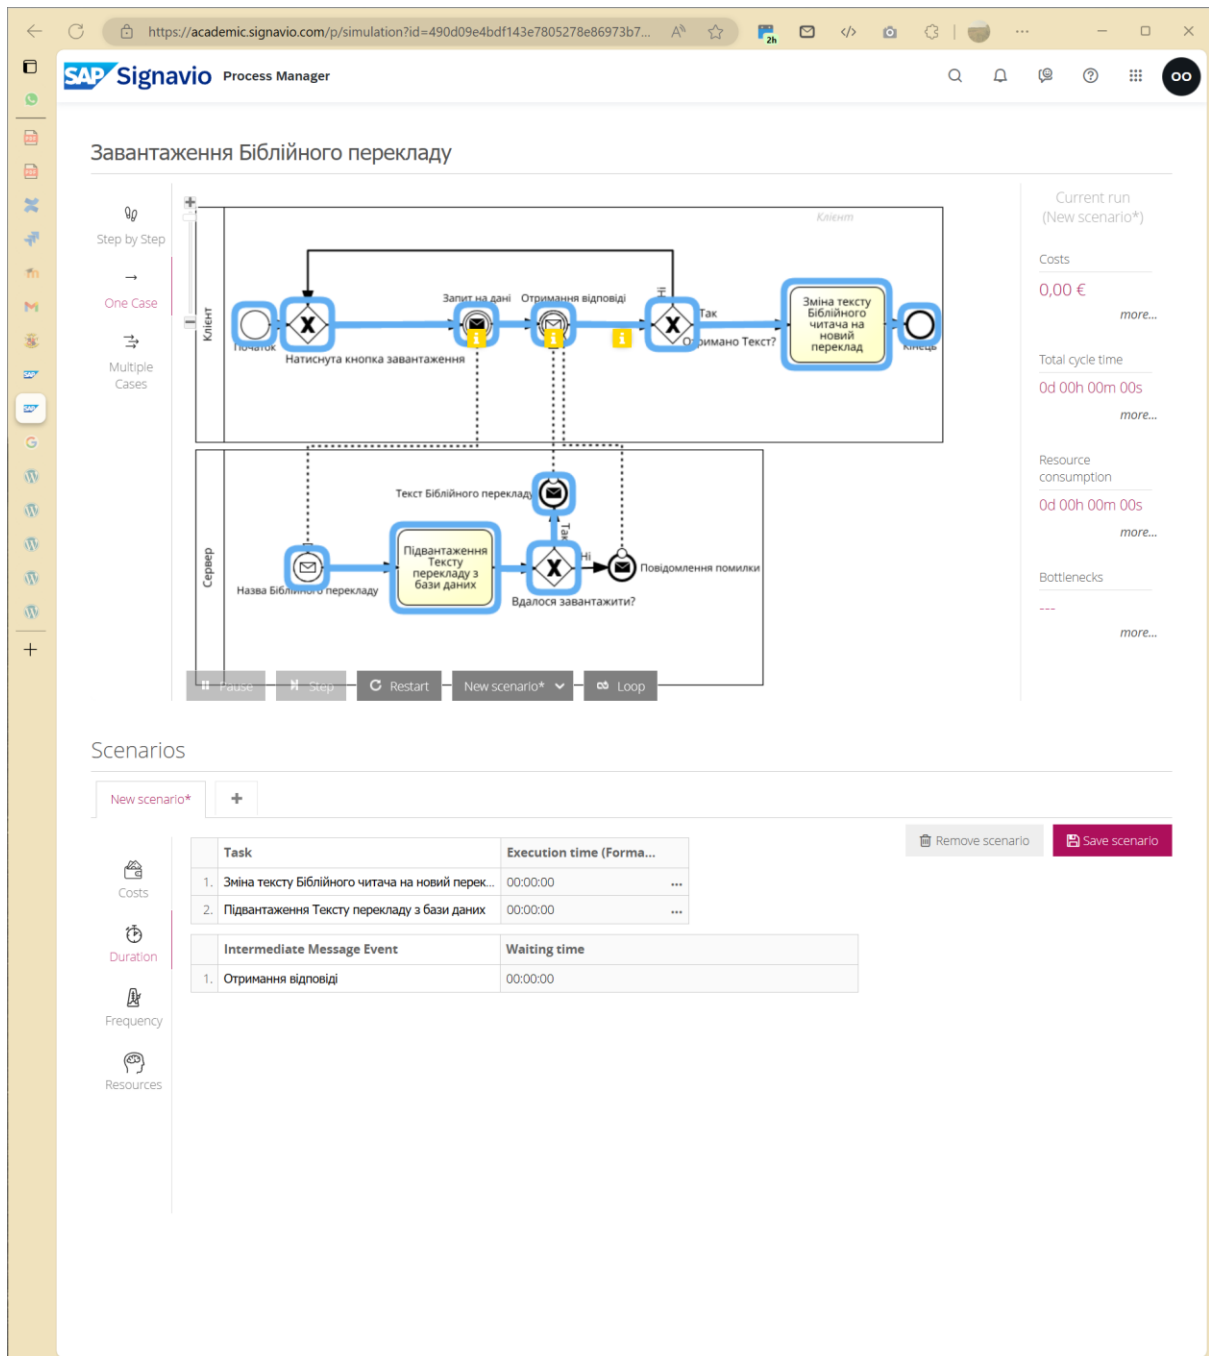 https://academic.signavio.com/p/simulation?id=490d09e4bdf143e7805278e86973b7...
2h
SAP Signavio Process Manager
OO
Завантаження Біблійного перекладу
Step by Step
One Case
Multiple
Cases
Клієнт
Клієнт
Початок
Натиснута кнопка завантаження
Запит на дані
Отримання відповіді
Ні
Так
Отримано Текст?
Зміна тексту
Біблійного
читача на
новий
переклад
Кінець
Сервер
Назва Біблійного перекладу
Підвантаження
Тексту
перекладу з
бази даних
Текст Біблійного перекладу
Так
Ні
Вдалося завантажити?
Повідомлення помилки
Pause
Step
Restart
New scenario*
Loop
Current run
(New scenario*)
Costs
0,00 €
more...
Total cycle time
0d 00h 00m 00s
more...
Resource
consumption
0d 00h 00m 00s
more...
Bottlenecks
---
more...
Scenarios
New scenario*
Remove scenario
Save scenario
Costs
Duration
Frequency
Resources
Task Execution time (Forma...
1. Зміна тексту Біблійного читача на новий перек... 00:00:00 ...
2. Підвантаження Тексту перекладу з бази даних 00:00:00 ...
Intermediate Message Event Waiting time
1. Отримання відповіді 00:00:00